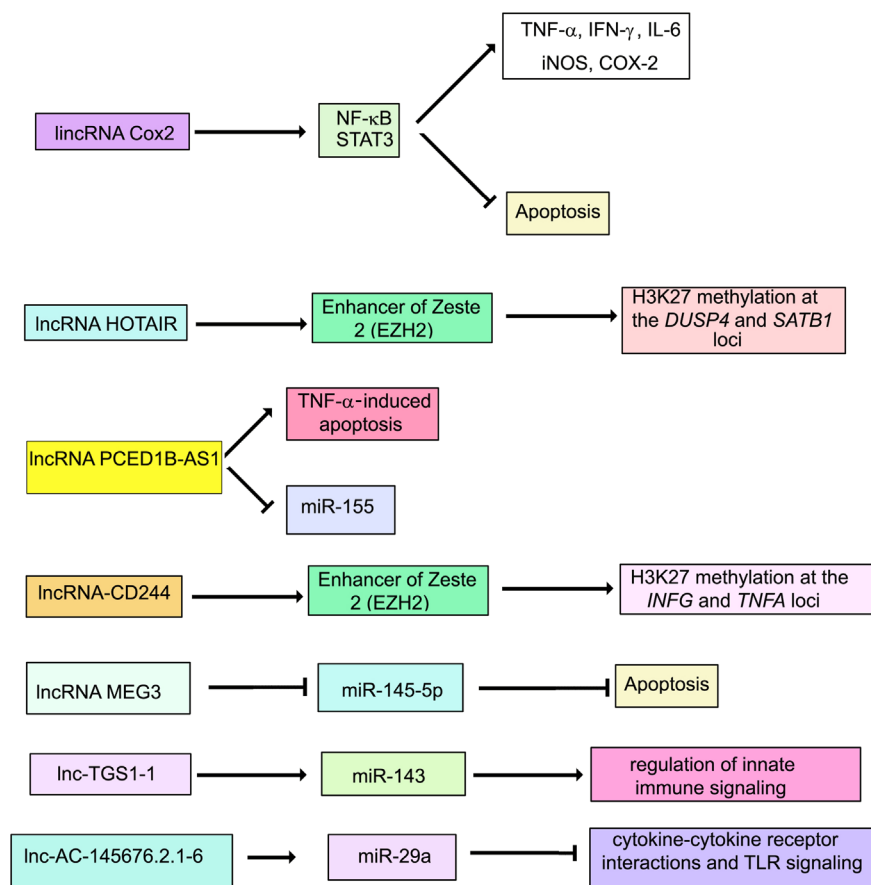 TNF-α, IFN-γ, IL-6
iNOS, COX-2
lincRNA Cox2
NF-κB
STAT3
Apoptosis
lncRNA HOTAIR
Enhancer of Zeste
2 (EZH2)
H3K27 methylation at
the DUSP4 and SATB1
loci
TNF-α-induced
apoptosis
lncRNA PCED1B-AS1
miR-155
lncRNA-CD244
Enhancer of Zeste
2 (EZH2)
H3K27 methylation at the
INFG and TNFA loci
lncRNA MEG3
miR-145-5p
Apoptosis
lnc-TGS1-1
miR-143
regulation of innate
immune signaling
lnc-AC-145676.2.1-6
miR-29a
cytokine-cytokine receptor
interactions and TLR signaling